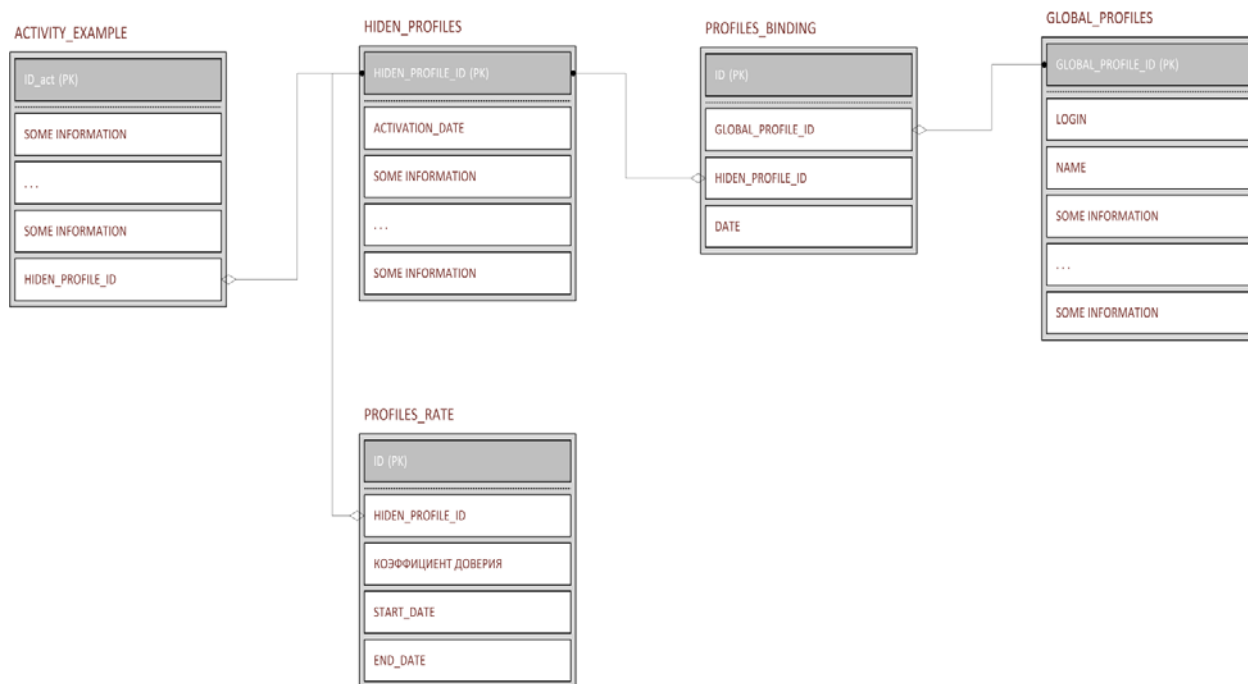 ACTIVITY_EXAMPLE
ID_act (PK)
SOME INFORMATION
...
SOME INFORMATION
HIDEN_PROFILE_ID
HIDEN_PROFILES
HIDEN_PROFILE_ID (PK)
ACTIVATION_DATE
SOME INFORMATION
...
SOME INFORMATION
PROFILES_BINDING
ID (PK)
GLOBAL_PROFILE_ID
HIDEN_PROFILE_ID
DATE
GLOBAL_PROFILES
GLOBAL_PROFILE_ID (PK)
LOGIN
NAME
SOME INFORMATION
...
SOME INFORMATION
PROFILES_RATE
ID (PK)
HIDEN_PROFILE_ID
КОЭФФИЦИЕНТ ДОВЕРИЯ
START_DATE
END_DATE